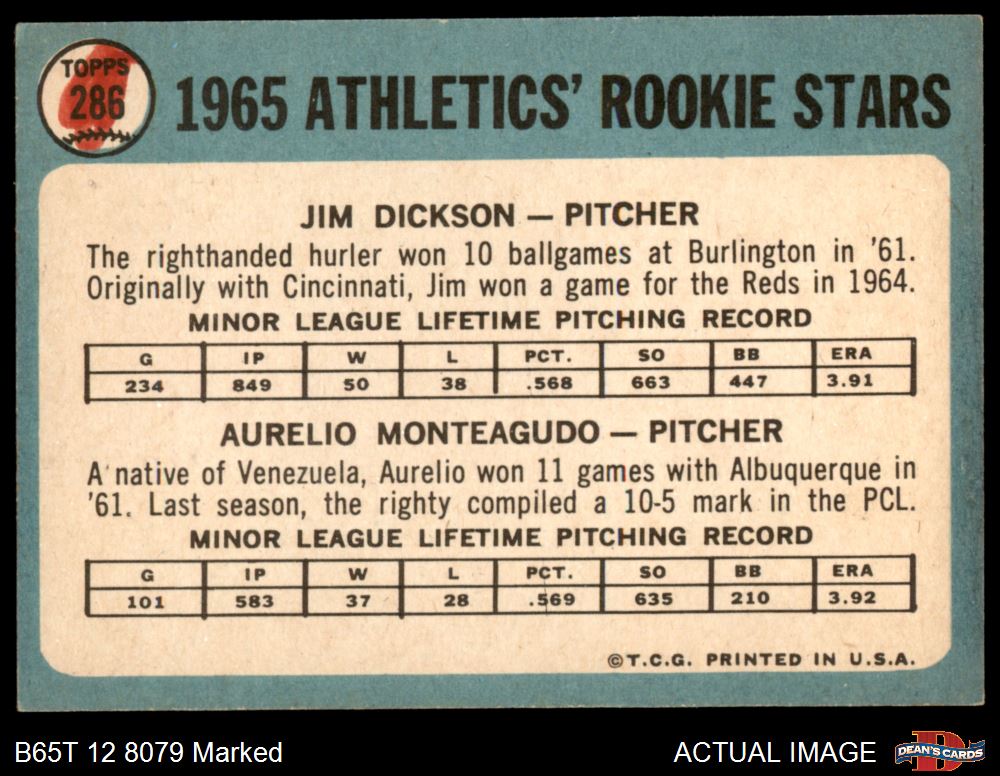 TOPPS
286
1965 ATHLETICS' ROOKIE STARS
JIM DICKSON — PITCHER
The righthanded hurler won 10 ballgames at Burlington in '61.
Originally with Cincinnati, Jim won a game for the Reds in 1964.
MINOR LEAGUE LIFETIME PITCHING RECORD
G IP W L PCT. SO BB ERA
234 849 50 38 .568 663 447 3.91
AURELIO MONTEAGUDO — PITCHER
A native of Venezuela, Aurelio won 11 games with Albuquerque in
'61. Last season, the righty compiled a 10-5 mark in the PCL.
MINOR LEAGUE LIFETIME PITCHING RECORD
G IP W L PCT. SO BB ERA
101 583 37 28 .569 635 210 3.92
©T.C.G. PRINTED IN U.S.A.
B65T 12 8079 Marked
ACTUAL IMAGE
DEAN'S CARDS